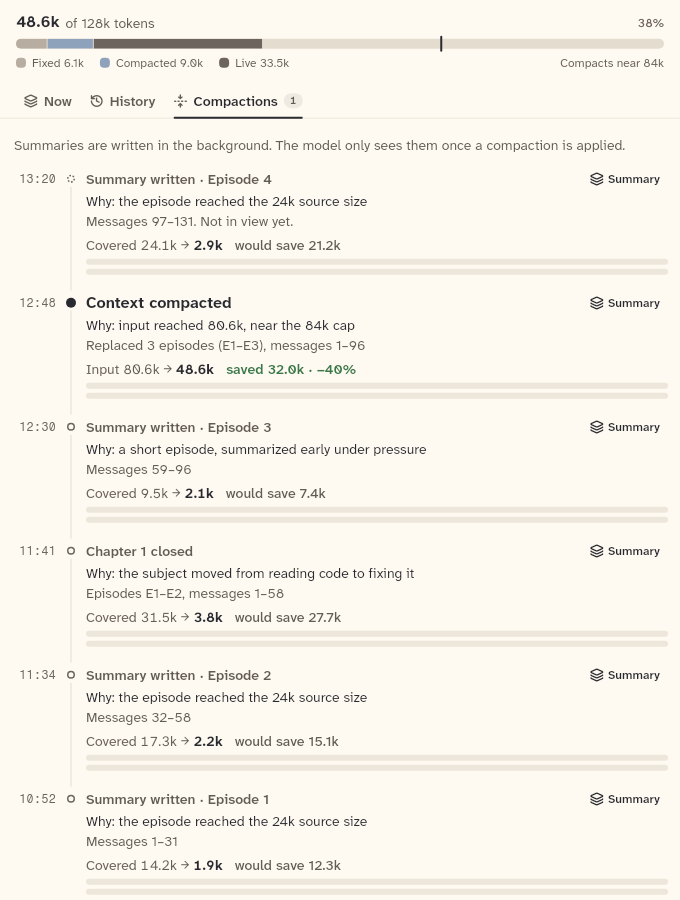 48.6k of 128k tokens 38%
Fixed 6.1k Compacted 9.0k Live 33.5k Compacts near 84k
Now History Compactions 1
Summaries are written in the background. The model only sees them once a compaction is applied.
13:20 Summary written · Episode 4 Summary
Why: the episode reached the 24k source size
Messages 97–131. Not in view yet.
Covered 24.1k → 2.9k would save 21.2k
12:48 Context compacted Summary
Why: input reached 80.6k, near the 84k cap
Replaced 3 episodes (E1–E3), messages 1–96
Input 80.6k → 48.6k saved 32.0k · −40%
12:30 Summary written · Episode 3 Summary
Why: a short episode, summarized early under pressure
Messages 59–96
Covered 9.5k → 2.1k would save 7.4k
11:41 Chapter 1 closed Summary
Why: the subject moved from reading code to fixing it
Episodes E1–E2, messages 1–58
Covered 31.5k → 3.8k would save 27.7k
11:34 Summary written · Episode 2 Summary
Why: the episode reached the 24k source size
Messages 32–58
Covered 17.3k → 2.2k would save 15.1k
10:52 Summary written · Episode 1 Summary
Why: the episode reached the 24k source size
Messages 1–31
Covered 14.2k → 1.9k would save 12.3k